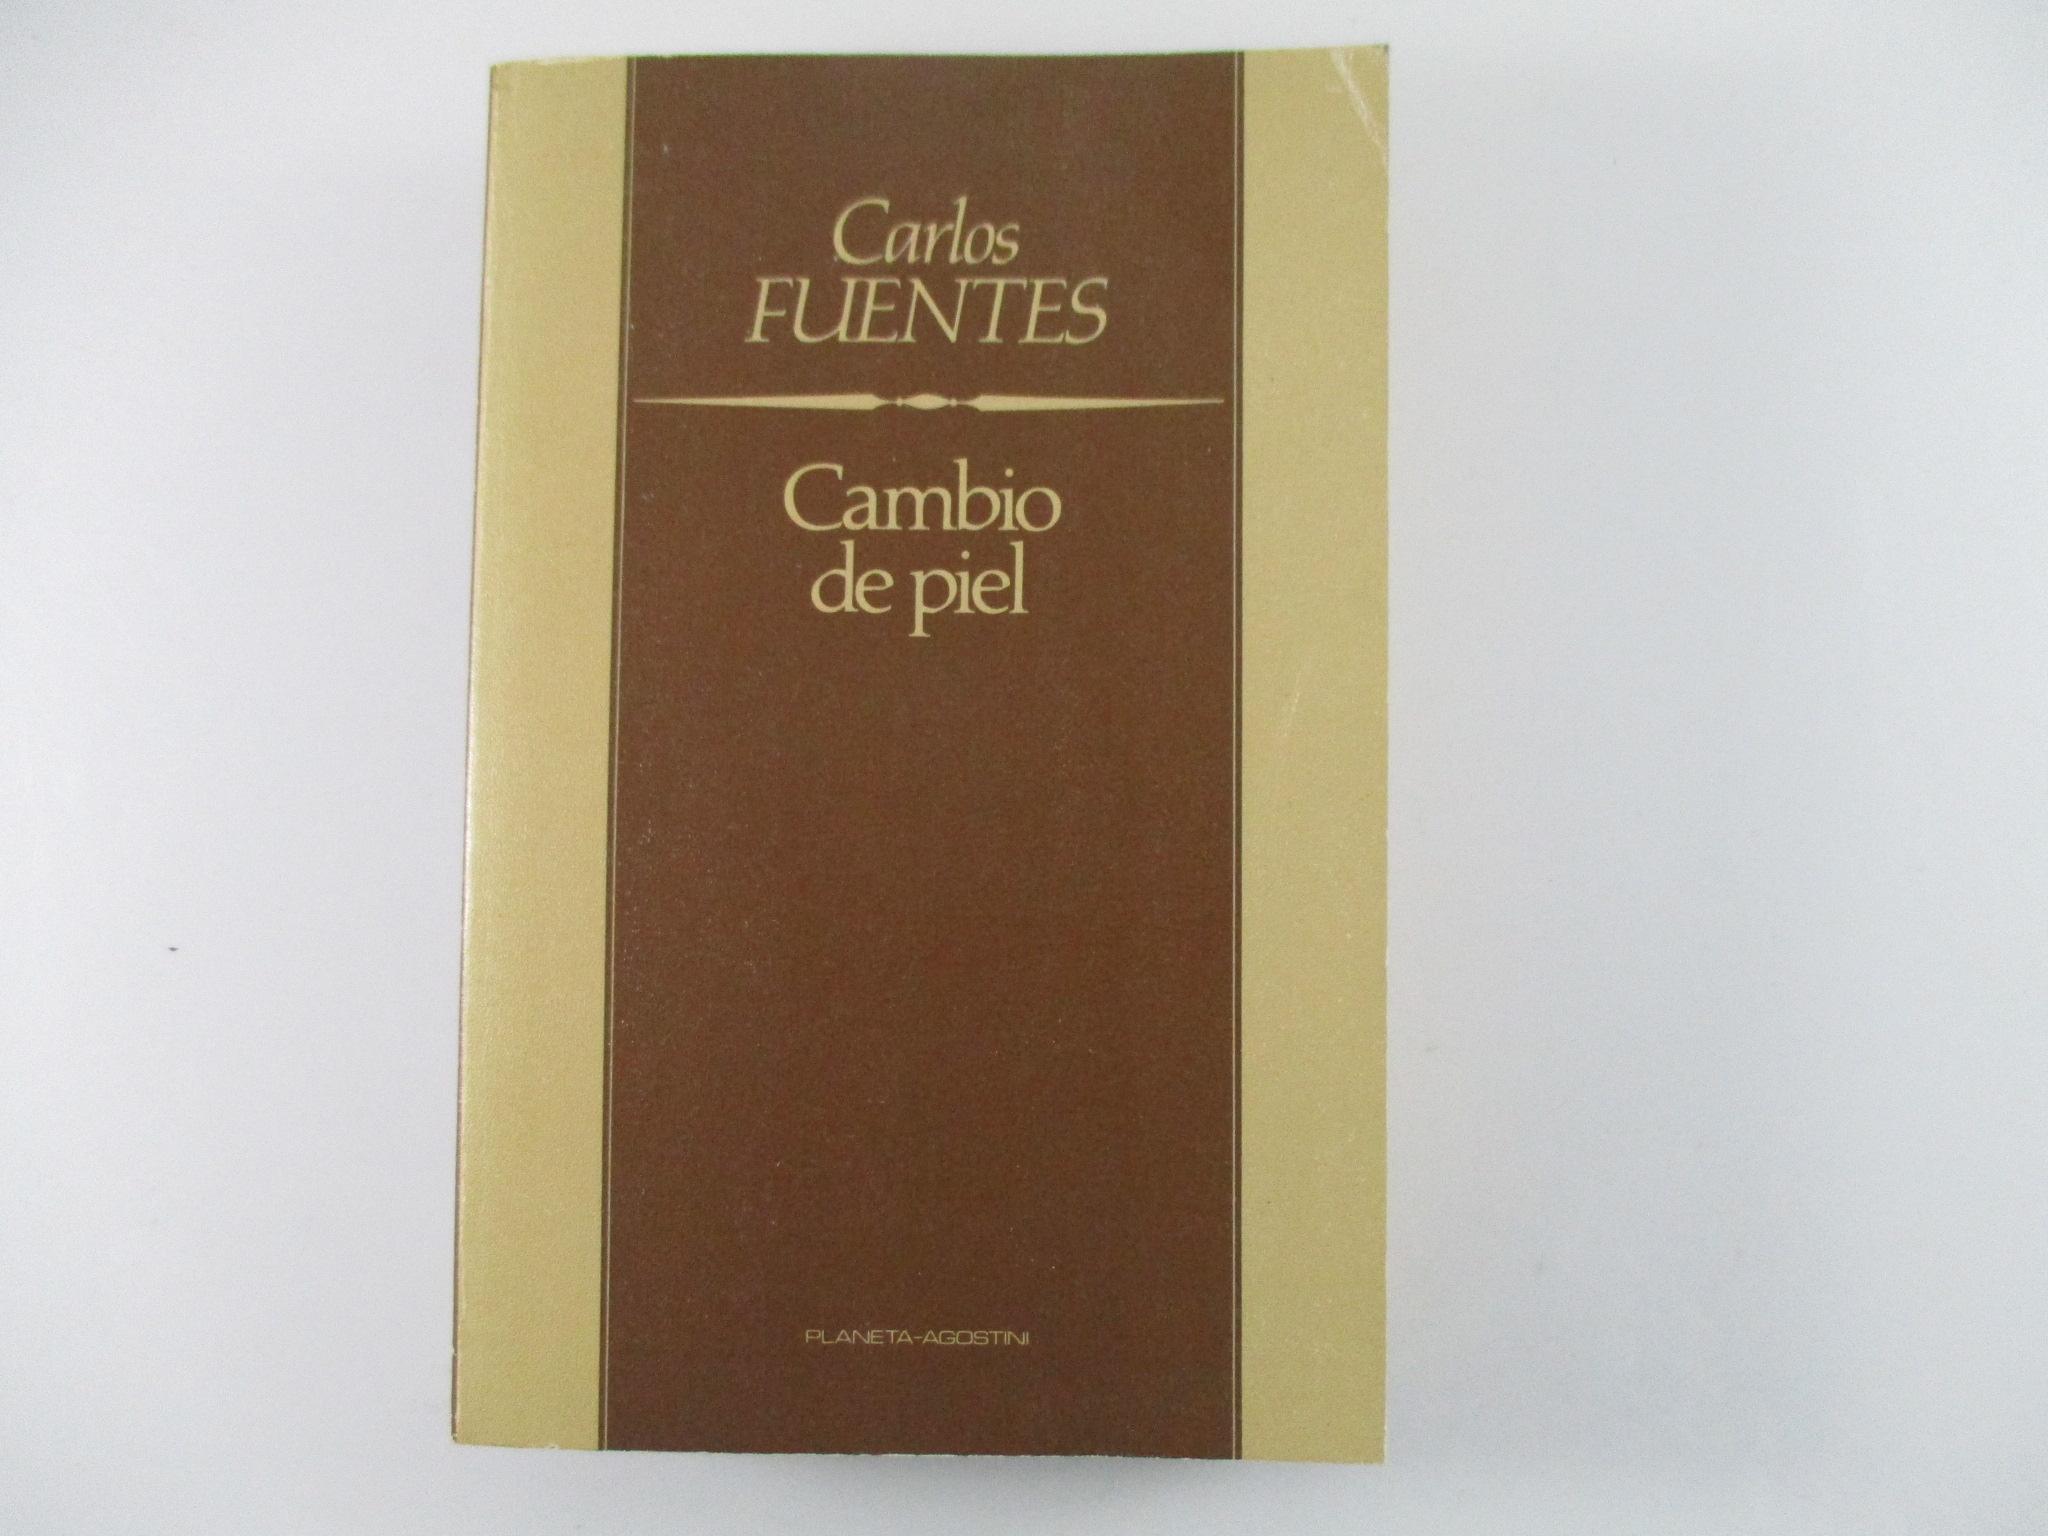 Carlos
FUENTES
Cambio
de piel
PLANETA-AGOSTINI